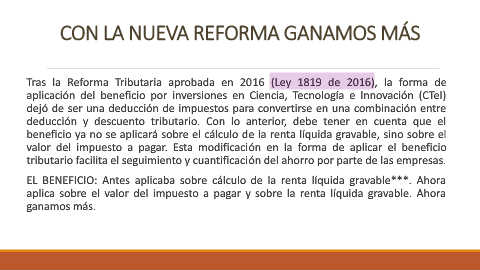 CON LA NUEVA REFORMA GANAMOS MÁS
Tras la Reforma Tributaria aprobada en 2016 (Ley 1819 de 2016), la forma de
aplicación del beneficio por inversiones en Ciencia, Tecnología e Innovación (CTeI)
dejó de ser una deducción de impuestos para convertirse en una combinación entre
deducción y descuento tributario. Con lo anterior, debe tener en cuenta que el
beneficio ya no se aplicará sobre el cálculo de la renta líquida gravable, sino sobre el
valor del impuesto a pagar. Esta modificación en la forma de aplicar el beneficio
tributario facilita el seguimiento y cuantificación del ahorro por parte de las empresas.
EL BENEFICIO: Antes aplicaba sobre cálculo de la renta líquida gravable***. Ahora
aplica sobre el valor del impuesto a pagar y sobre la renta líquida gravable. Ahora
ganamos más.